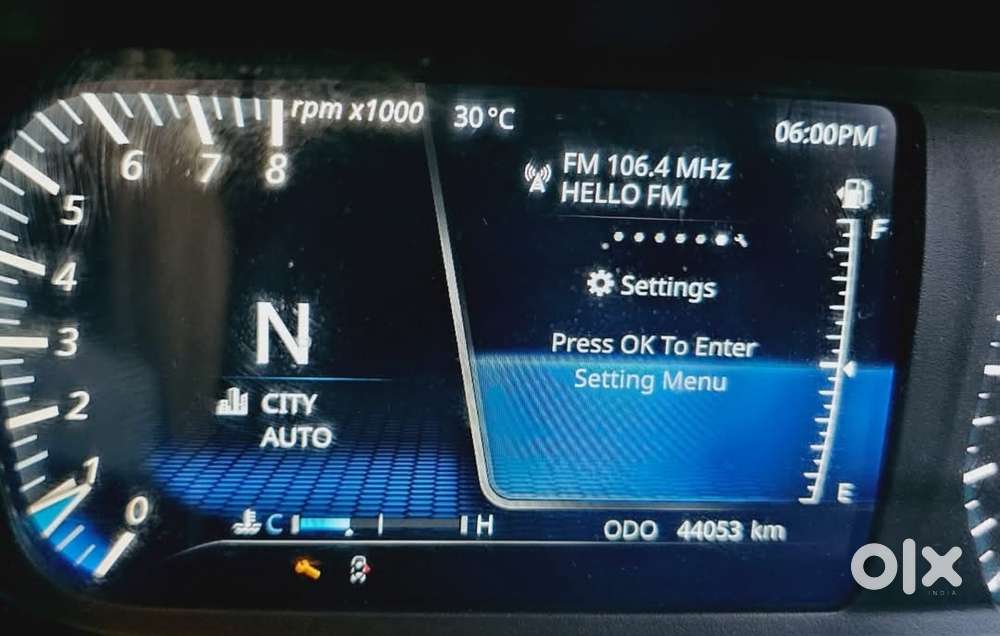 rpm x1000
30°C
06:00PM
6
7
8
5
4
3
2
1
0
FM 106.4 MHz
HELLO FM
F
Settings
N
Press OK To Enter
Setting Menu
CITY
AUTO
E
C
H
ODO 44053 km
olx
INDIA